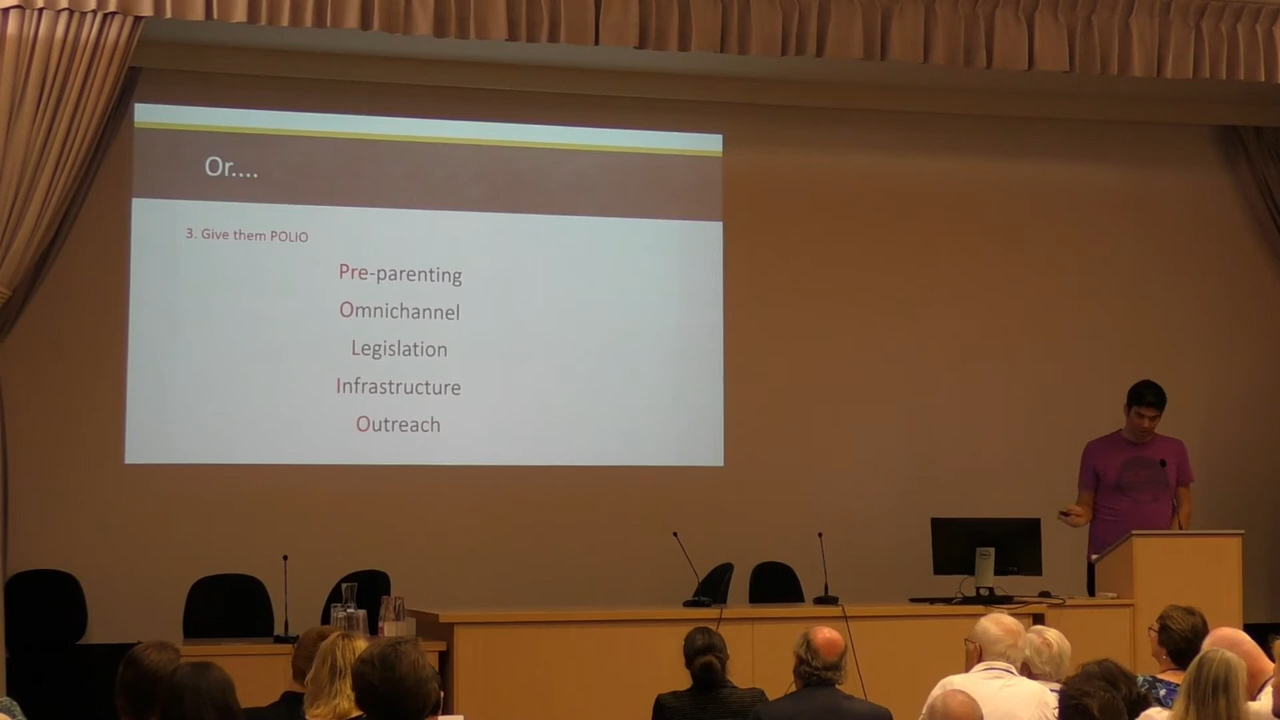 Or....
3. Give them POLIO
Pre-parenting
Omnichannel
Legislation
Infrastructure
Outreach